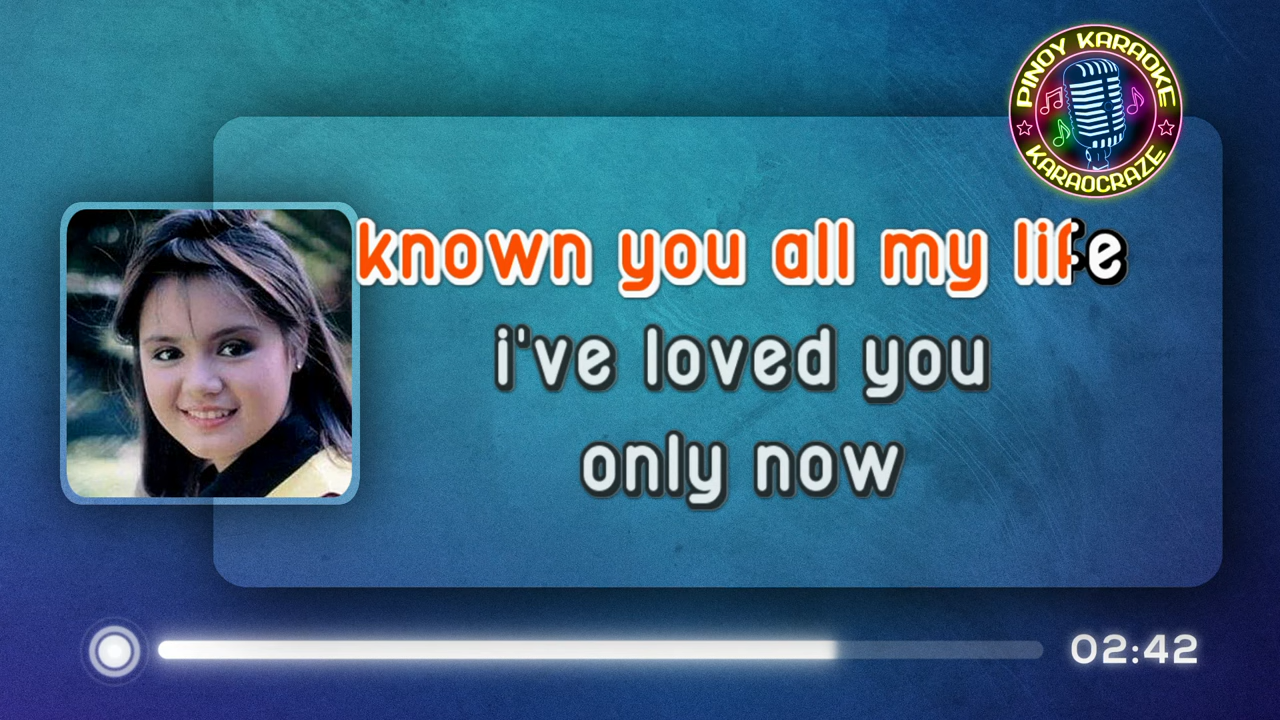 PINOY KARAOKE
KARAOCRAZE
known you all my life
i've loved you
only now
02:42